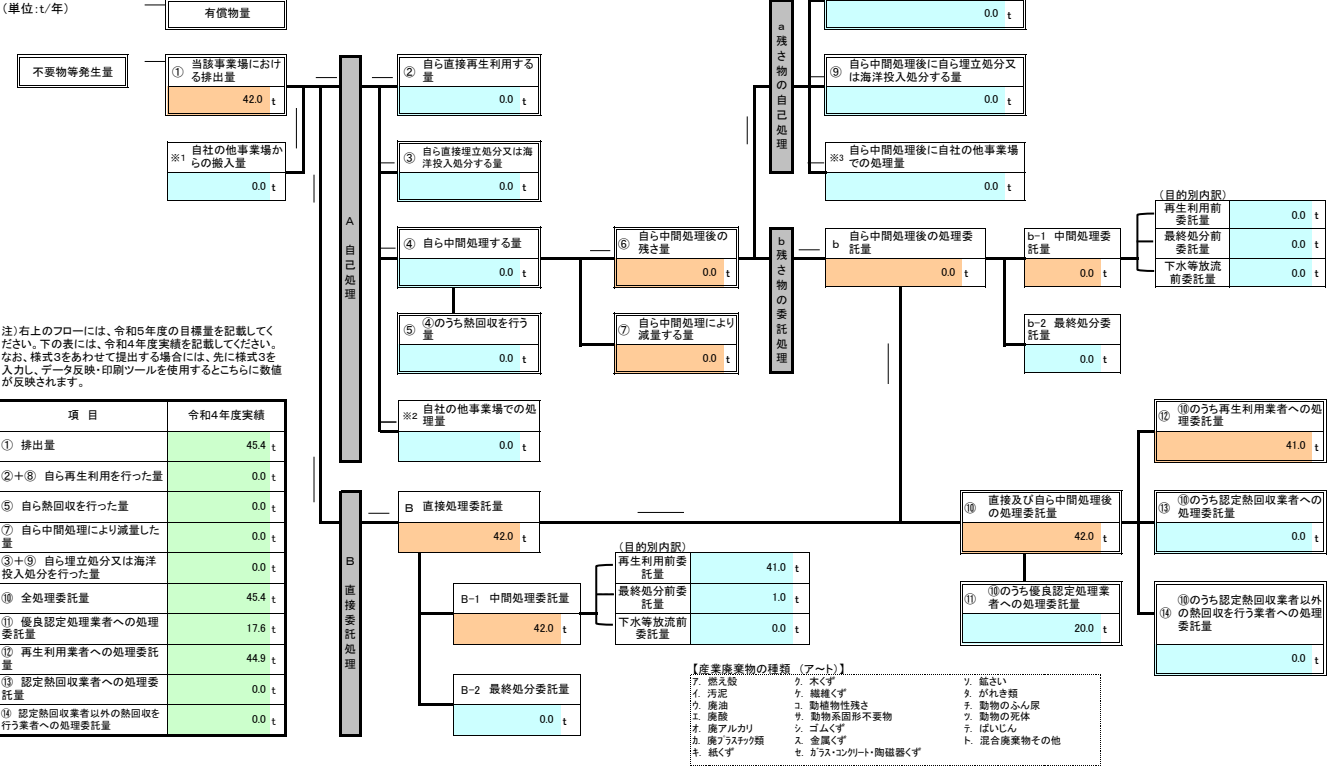 (単位:t/年)
有償物量
不要物等発生量
① 当該事業場におけ
る排出量
42.0 t
※1 自社の他事業場か
らの搬入量
0.0 t
A 自己処理
② 自ら直接再生利用する
量
0.0 t
③ 自ら直接埋立処分又は海
洋投入処分する量
0.0 t
④ 自ら中間処理する量
0.0 t
⑤ ④のうち熱回収を行う
量
0.0 t
※2 自社の他事業場での処
理量
0.0 t
⑥ 自ら中間処理後の
残さ量
0.0 t
⑦ 自ら中間処理により
減量する量
0.0 t
a 残さ物の自己処理
0.0 t
⑨ 自ら中間処理後に自ら埋立処分又
は海洋投入処分する量
0.0 t
※3 自ら中間処理後に自社の他事業場
での処理量
0.0 t
b 残さ物の委託処理
b 自ら中間処理後の処理委
託量
0.0 t
b-1 中間処理委
託量
0.0 t
(目的別内訳)
再生利用前
委託量
0.0 t
最終処分前
委託量
0.0 t
下水等放流
前委託量
0.0 t
b-2 最終処分委
託量
0.0 t
注)右上のフローには、令和5年度の目標量を記載してく
ださい。下の表には、令和4年度実績を記載してください。
なお、様式3をあわせて提出する場合には、先に様式3を
入力し、データ反映・印刷ツールを使用するとこちらに数値
が反映されます。
項 目 令和4年度実績
① 排出量 45.4 t
②+⑧ 自ら再生利用を行った量 0.0 t
⑤ 自ら熱回収を行った量 0.0 t
⑦ 自ら中間処理により減量した
量 0.0 t
③+⑨ 自ら埋立処分又は海洋
投入処分を行った量 0.0 t
⑩ 全処理委託量 45.4 t
⑪ 優良認定処理業者への処理
委託量 17.6 t
⑫ 再生利用業者への処理委託
量 44.9 t
⑬ 認定熱回収業者への処理委
託量 0.0 t
⑭ 認定熱回収業者以外の熱回収を
行う業者への処理委託量 0.0 t
B 直接委託処理
B 直接処理委託量
42.0 t
B-1 中間処理委託量
42.0 t
(目的別内訳)
再生利用前委
託量
41.0 t
最終処分前委
託量
1.0 t
下水等放流前
委託量
0.0 t
B-2 最終処分委託量
0.0 t
⑩ 直接及び自ら中間処理後
の処理委託量
42.0 t
⑪ ⑩のうち優良認定処理業
者への処理委託量
20.0 t
⑫ ⑩のうち再生利用業者への処
理委託量
41.0 t
⑬ ⑩のうち認定熱回収業者への
処理委託量
0.0 t
⑭ ⑩のうち認定熱回収業者以外
の熱回収を行う業者への処理
委託量
0.0 t
【産業廃棄物の種類 (ア~ト)】
ア. 燃え殻
イ. 汚泥
ウ. 廃油
エ. 廃酸
オ. 廃アルカリ
カ. 廃プラスチック類
キ. 紙くず
ク. 木くず
ケ. 繊維くず
コ. 動植物性残さ
サ. 動物系固形不要物
シ. ゴムくず
ス. 金属くず
セ. ガラス・コンクリート・陶磁器くず
ソ. 鉱さい
タ. がれき類
チ. 動物のふん尿
ツ. 動物の死体
テ. ばいじん
ト. 混合廃棄物その他